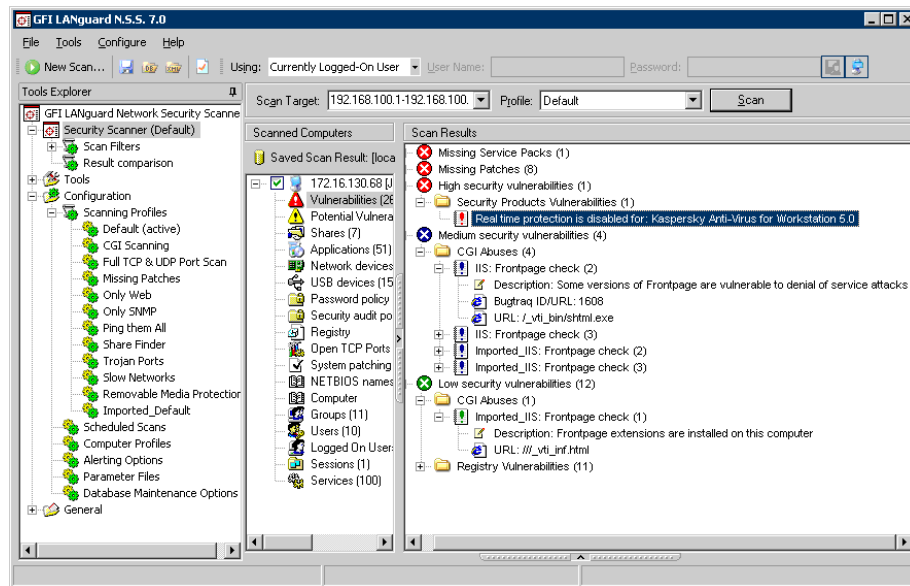 GFI LANguard N.S.S. 7.0
File Tools Configure Help
New Scan... Using: Currently Logged-On User User Name: Password:
Tools Explorer
Scan Target: 192.168.100.1-192.168.100. Profile: Default Scan
GFI LANguard Network Security Scanne
Security Scanner (Default)
Scan Filters
Result comparison
Tools
Configuration
Scanning Profiles
Default (active)
CGI Scanning
Full TCP & UDP Port Scan
Missing Patches
Only Web
Only SNMP
Ping them All
Share Finder
Trojan Ports
Slow Networks
Removable Media Protection
Imported_Default
Scheduled Scans
Computer Profiles
Alerting Options
Parameter Files
Database Maintenance Options
General
Scanned Computers
Saved Scan Result: [loca
172.16.130.68 [J
Vulnerabilities (26
Potential Vulnera
Shares (7)
Applications (51)
Network devices
USB devices (15
Password policy
Security audit po
Registry
Open TCP Ports
System patching
NETBIOS names
Computer
Groups (11)
Users (10)
Logged On User
Sessions (1)
Services (100)
Scan Results
Missing Service Packs (1)
Missing Patches (8)
High security vulnerabilities (1)
Security Products Vulnerabilities (1)
Real time protection is disabled for: Kaspersky Anti-Virus for Workstation 5.0
Medium security vulnerabilities (4)
CGI Abuses (4)
IIS: Frontpage check (2)
Description: Some versions of Frontpage are vulnerable to denial of service attacks
Bugtraq ID/URL: 1608
URL: /_vti_bin/shtml.exe
IIS: Frontpage check (3)
Imported_IIS: Frontpage check (2)
Imported_IIS: Frontpage check (3)
Low security vulnerabilities (12)
CGI Abuses (1)
Imported_IIS: Frontpage check (1)
Description: Frontpage extensions are installed on this computer
URL: ///_vti_inf.html
Registry Vulnerabilities (11)